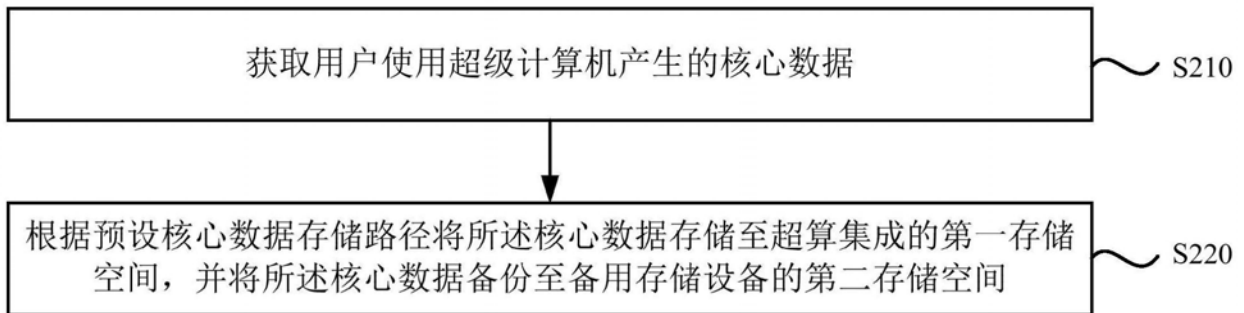 获取用户使用超级计算机产生的核心数据
S210
根据预设核心数据存储路径将所述核心数据存储至超算集成的第一存储
空间，并将所述核心数据备份至备用存储设备的第二存储空间
S220